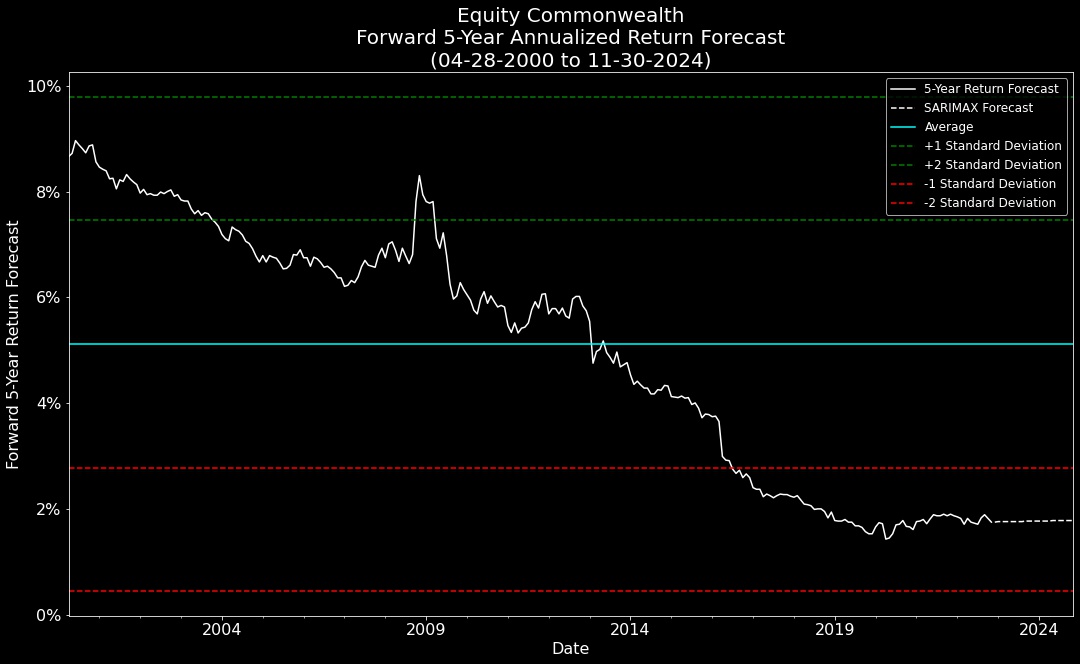 Equity Commonwealth
Forward 5-Year Annualized Return Forecast
(04-28-2000 to 11-30-2024)
5-Year Return Forecast
SARIMAX Forecast
Average
+1 Standard Deviation
+2 Standard Deviation
-1 Standard Deviation
-2 Standard Deviation
Forward 5-Year Return Forecast
10%
8%
6%
4%
2%
0%
2004 2009 2014 2019 2024
Date